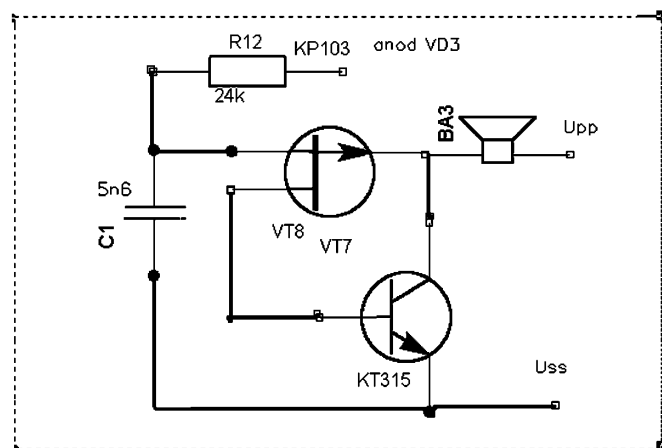 R12
KP103
anod VD3
24k
BA3
Upp
5n6
C1
VT8
VT7
KT315
Uss